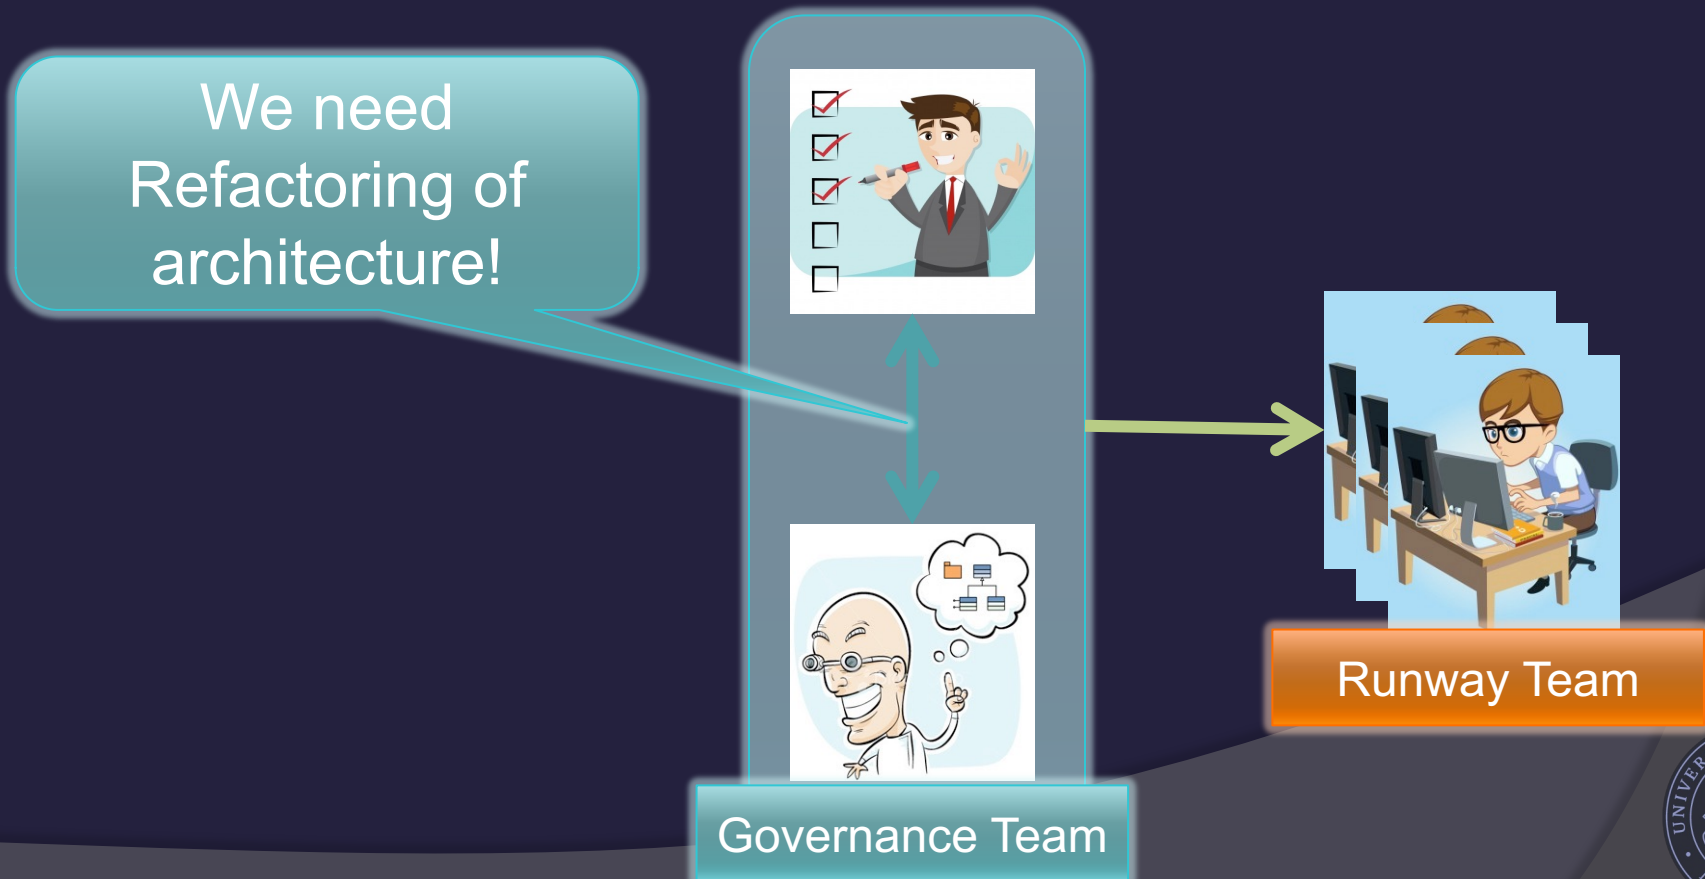 We need
Refactoring of
architecture!
Runway Team
Governance Team